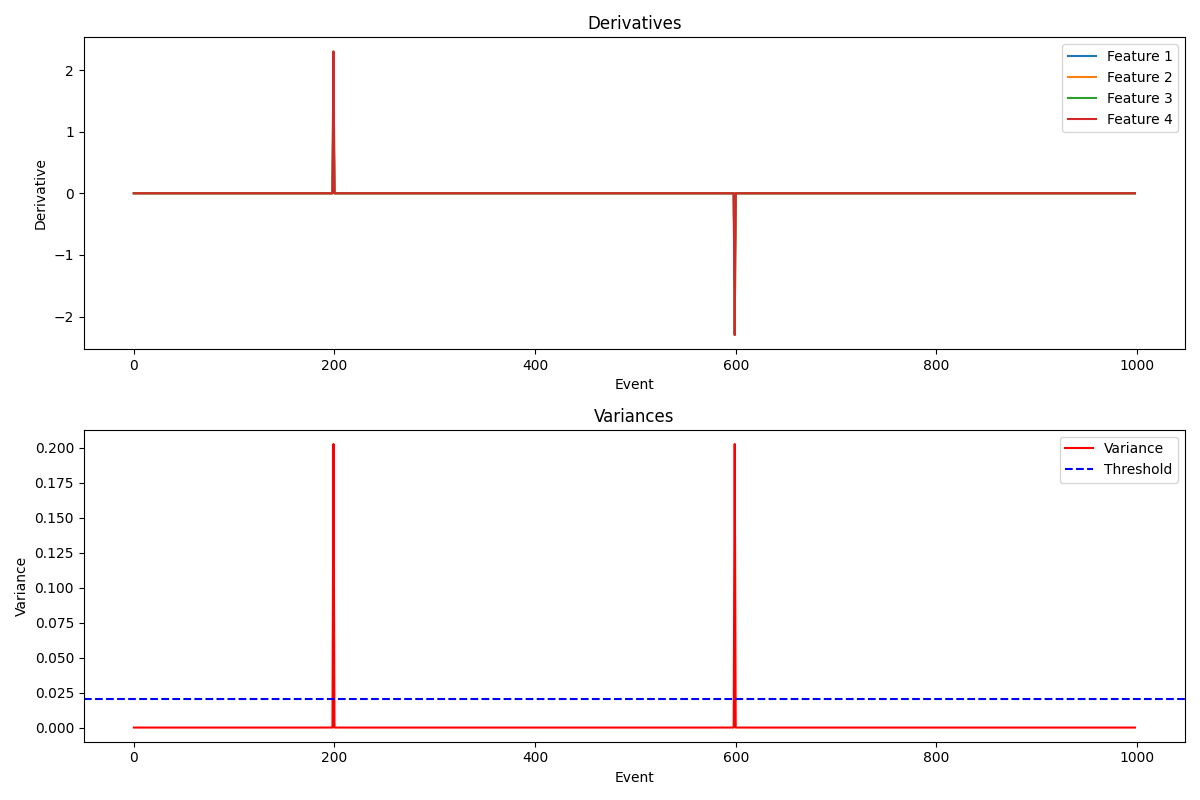 Derivatives
Feature 1
Feature 2
Feature 3
Feature 4
Derivative
2
1
0
−1
−2
0 200 400 600 800 1000
Event
Variances
Variance
Threshold
Variance
0.200
0.175
0.150
0.125
0.100
0.075
0.050
0.025
0.000
0 200 400 600 800 1000
Event